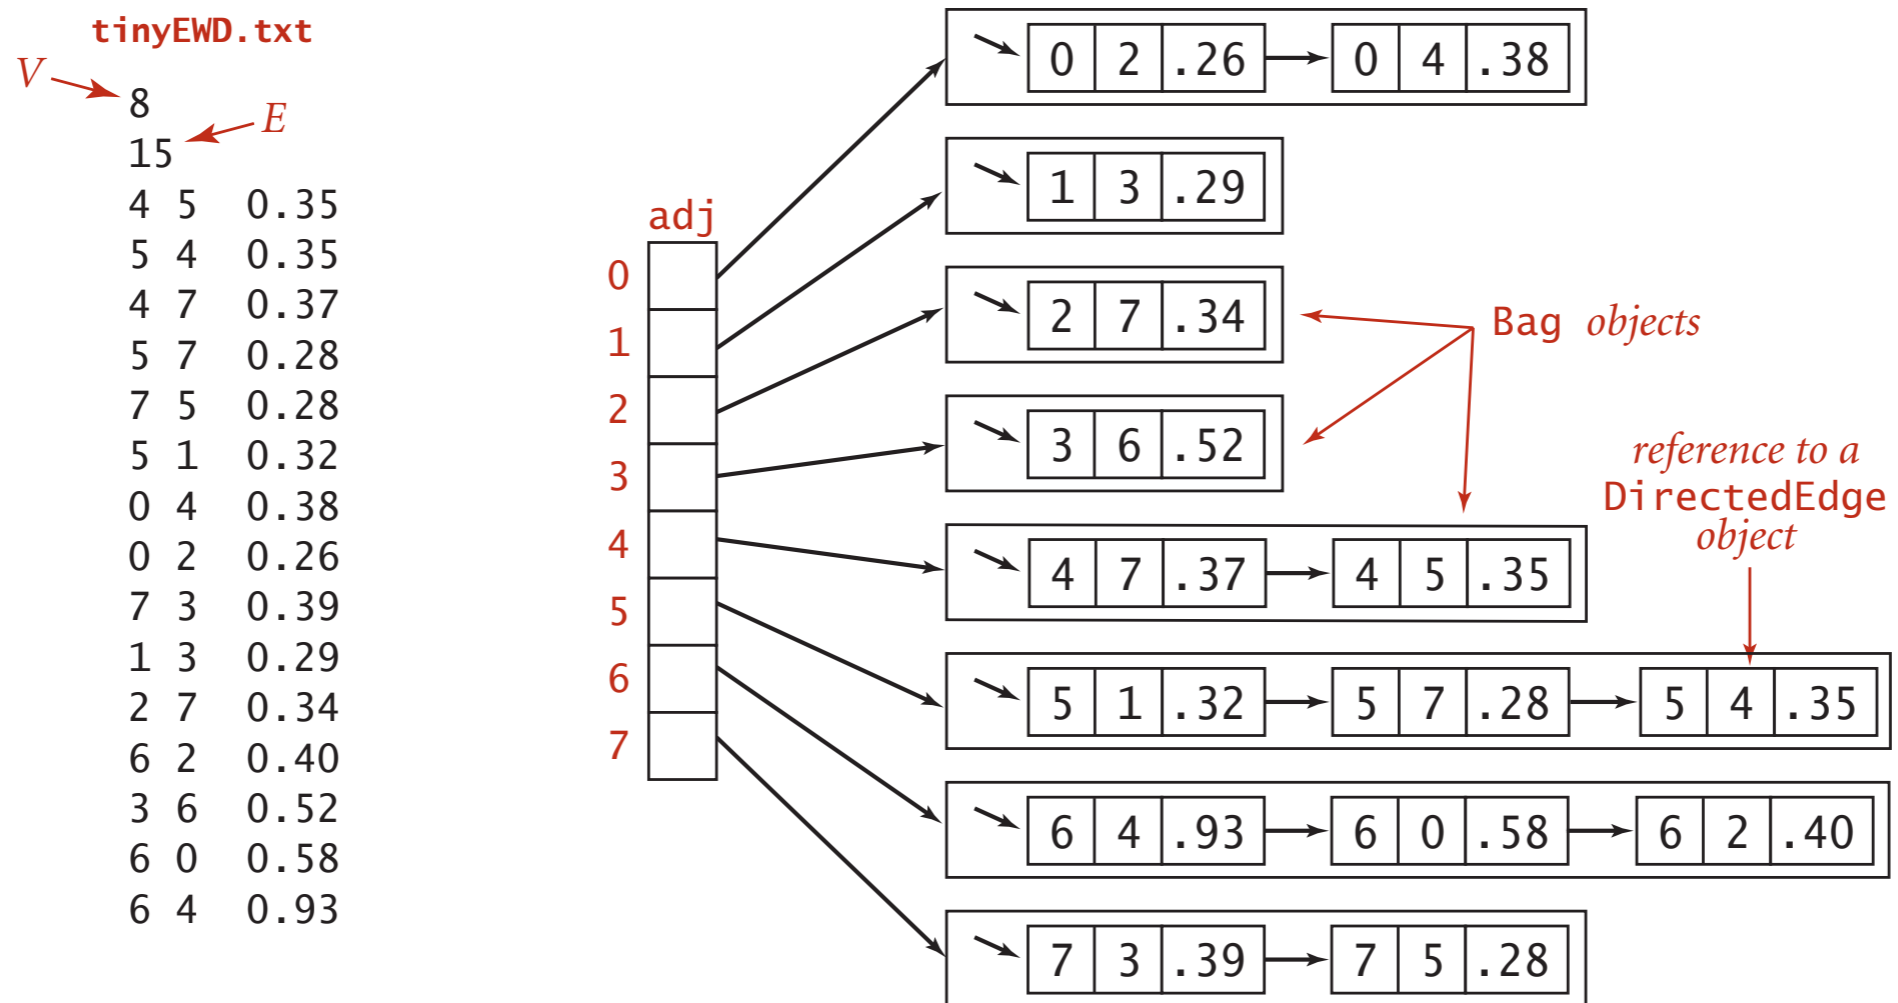 tinyEWD.txt
V
8
E
15
4 5 0.35
5 4 0.35
4 7 0.37
5 7 0.28
7 5 0.28
5 1 0.32
0 4 0.38
0 2 0.26
7 3 0.39
1 3 0.29
2 7 0.34
6 2 0.40
3 6 0.52
6 0 0.58
6 4 0.93
adj
0
1
2
3
4
5
6
7
0 2 .26 0 4 .38
1 3 .29
2 7 .34
3 6 .52
4 7 .37 4 5 .35
5 1 .32 5 7 .28 5 4 .35
6 4 .93 6 0 .58 6 2 .40
7 3 .39 7 5 .28
Bag objects
reference to a
DirectedEdge
object